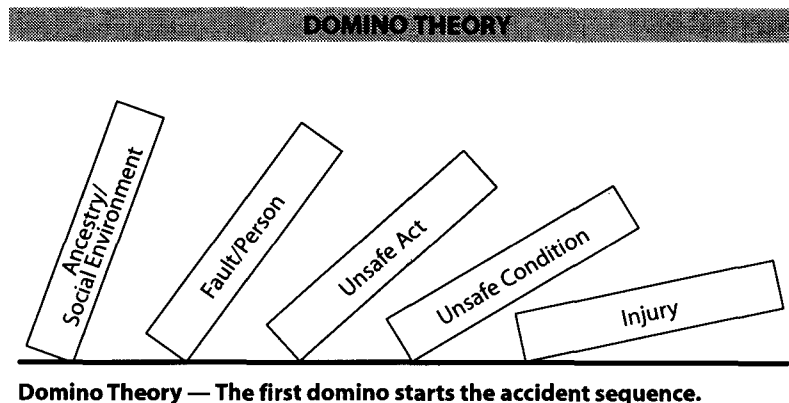 DOMINO THEORY
Ancestry/
Social Environment
Fault/Person
Unsafe Act
Unsafe Condition
Injury
Domino Theory — The first domino starts the accident sequence.